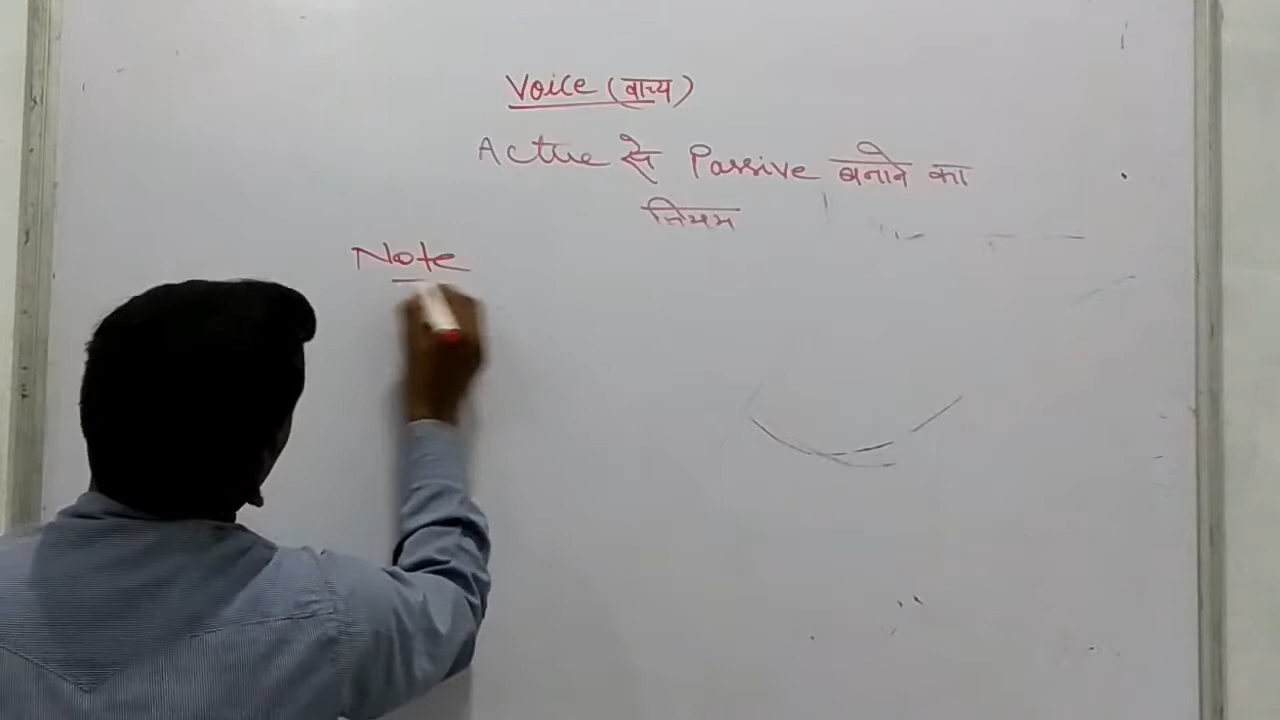 Voice (वाच्य)
Active से Passive बनाने का
नियम
Note